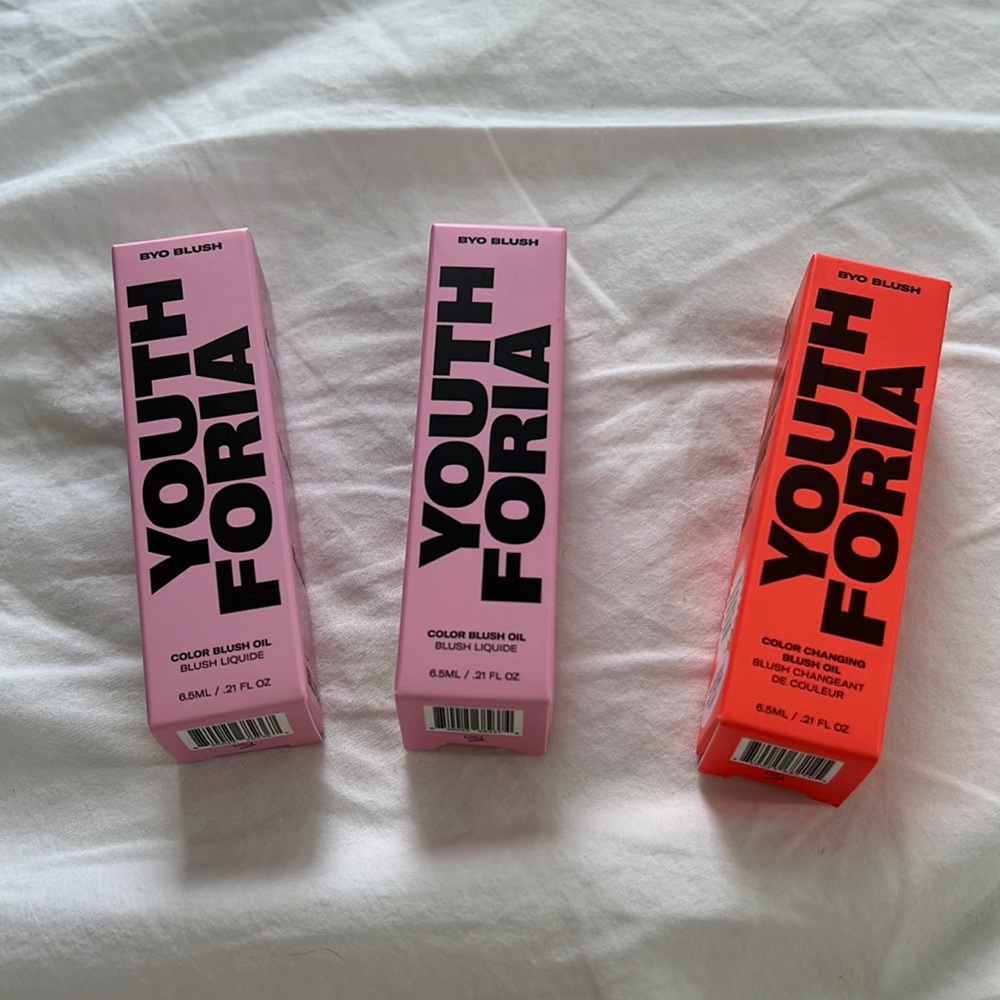 BYO BLUSH
YOUTH
FORIA
COLOR BLUSH OIL
BLUSH LIQUIDE
6.5ML / .21 FL OZ
BYO BLUSH
YOUTH
FORIA
COLOR BLUSH OIL
BLUSH LIQUIDE
6.5ML / .21 FL OZ
BYO BLUSH
YOUTH
FORIA
COLOR CHANGING
BLUSH OIL
BLUSH CHANGEANT
DE COULEUR
6.5ML / .21 FL OZ